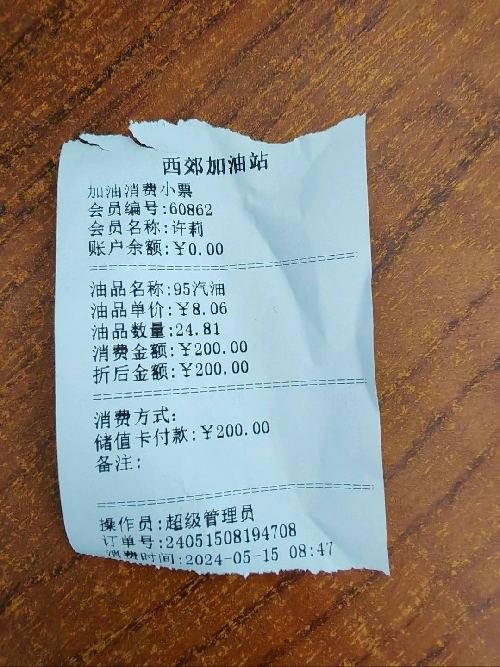 西郊加油站
加油消费小票
会员编号:60862
会员名称:许莉
账户余额:￥0.00
油品名称:95汽油
油品单价:￥8.06
油品数量:24.81
消费金额:￥200.00
折后金额:￥200.00
消费方式:
储值卡付款:￥200.00
备注:
操作员:超级管理员
订单号:24051508194708
消费时间:2024-05-15 08:47